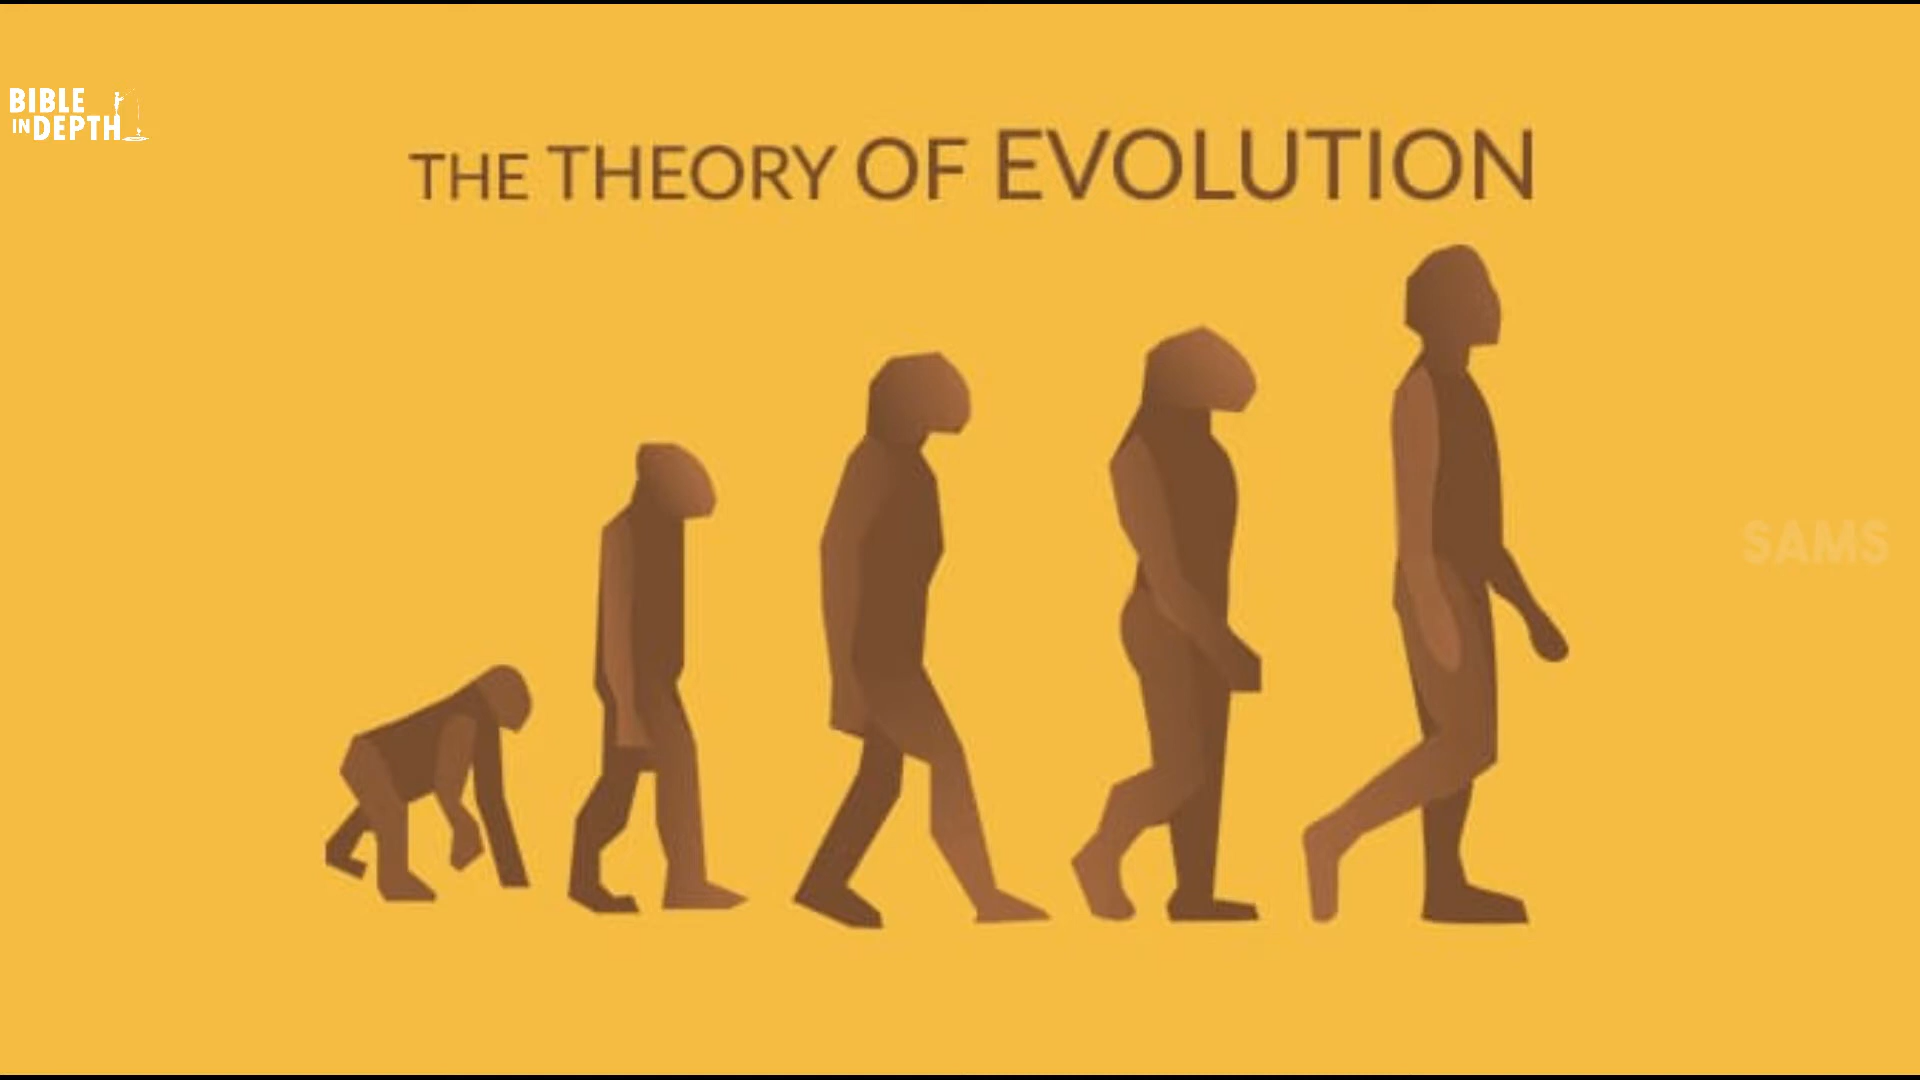 BIBLE
IN DEPTH
THE THEORY OF EVOLUTION
SAMS